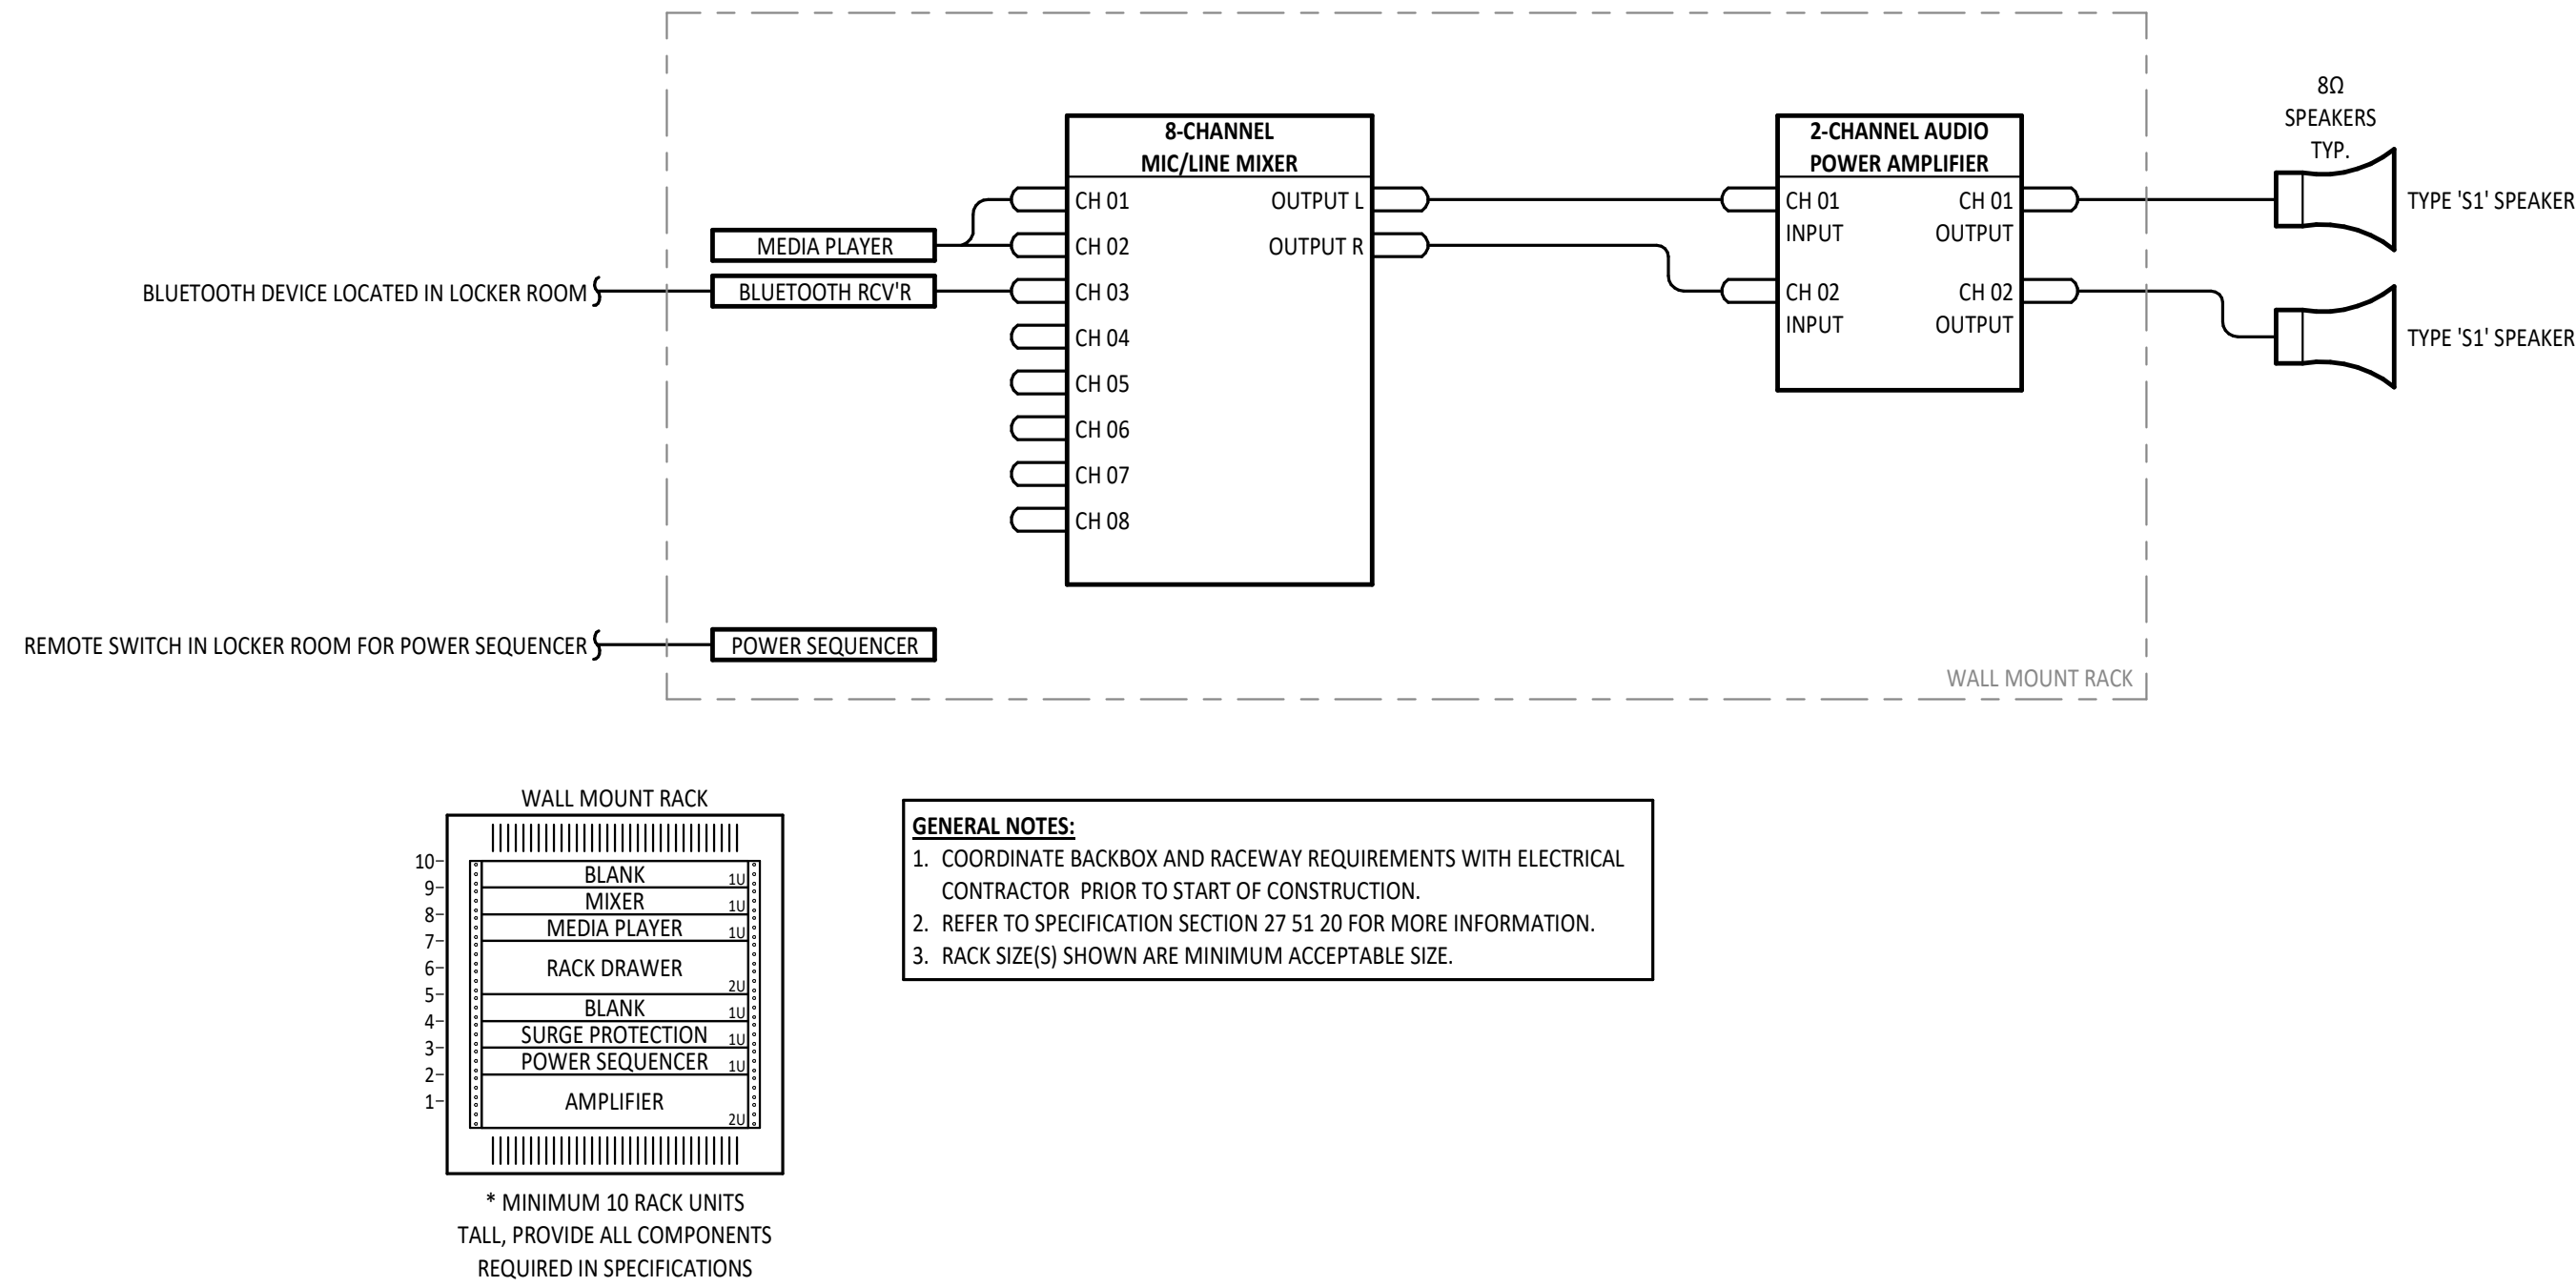 8Ω
SPEAKERS
TYP.
8-CHANNEL
MIC/LINE MIXER
2-CHANNEL AUDIO
POWER AMPLIFIER
CH 01
OUTPUT L
CH 01
INPUT
CH 01
OUTPUT
TYPE 'S1' SPEAKER
MEDIA PLAYER
CH 02
OUTPUT R
BLUETOOTH DEVICE LOCATED IN LOCKER ROOM
BLUETOOTH RCV'R
CH 03
CH 02
INPUT
CH 02
OUTPUT
CH 04
TYPE 'S1' SPEAKER
CH 05
CH 06
CH 07
CH 08
REMOTE SWITCH IN LOCKER ROOM FOR POWER SEQUENCER
POWER SEQUENCER
WALL MOUNT RACK
WALL MOUNT RACK
10
BLANK 1U
9
MIXER 1U
8
MEDIA PLAYER 1U
7
6
RACK DRAWER 2U
5
BLANK 1U
4
SURGE PROTECTION 1U
3
POWER SEQUENCER 1U
2
1
AMPLIFIER 2U
* MINIMUM 10 RACK UNITS
TALL, PROVIDE ALL COMPONENTS
REQUIRED IN SPECIFICATIONS
GENERAL NOTES:
1. COORDINATE BACKBOX AND RACEWAY REQUIREMENTS WITH ELECTRICAL
CONTRACTOR PRIOR TO START OF CONSTRUCTION.
2. REFER TO SPECIFICATION SECTION 27 51 20 FOR MORE INFORMATION.
3. RACK SIZE(S) SHOWN ARE MINIMUM ACCEPTABLE SIZE.